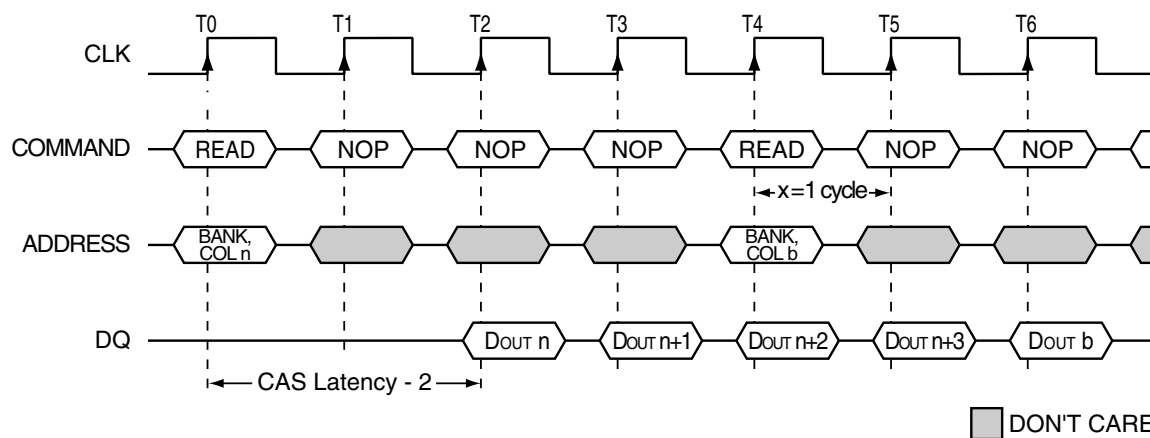 T0 T1 T2 T3 T4 T5 T6
CLK
COMMAND READ NOP NOP NOP READ NOP NOP
x=1 cycle
ADDRESS BANK, COL n BANK, COL b
DQ DOUT n DOUT n+1 DOUT n+2 DOUT n+3 DOUT b
CAS Latency - 2
DON'T CARE